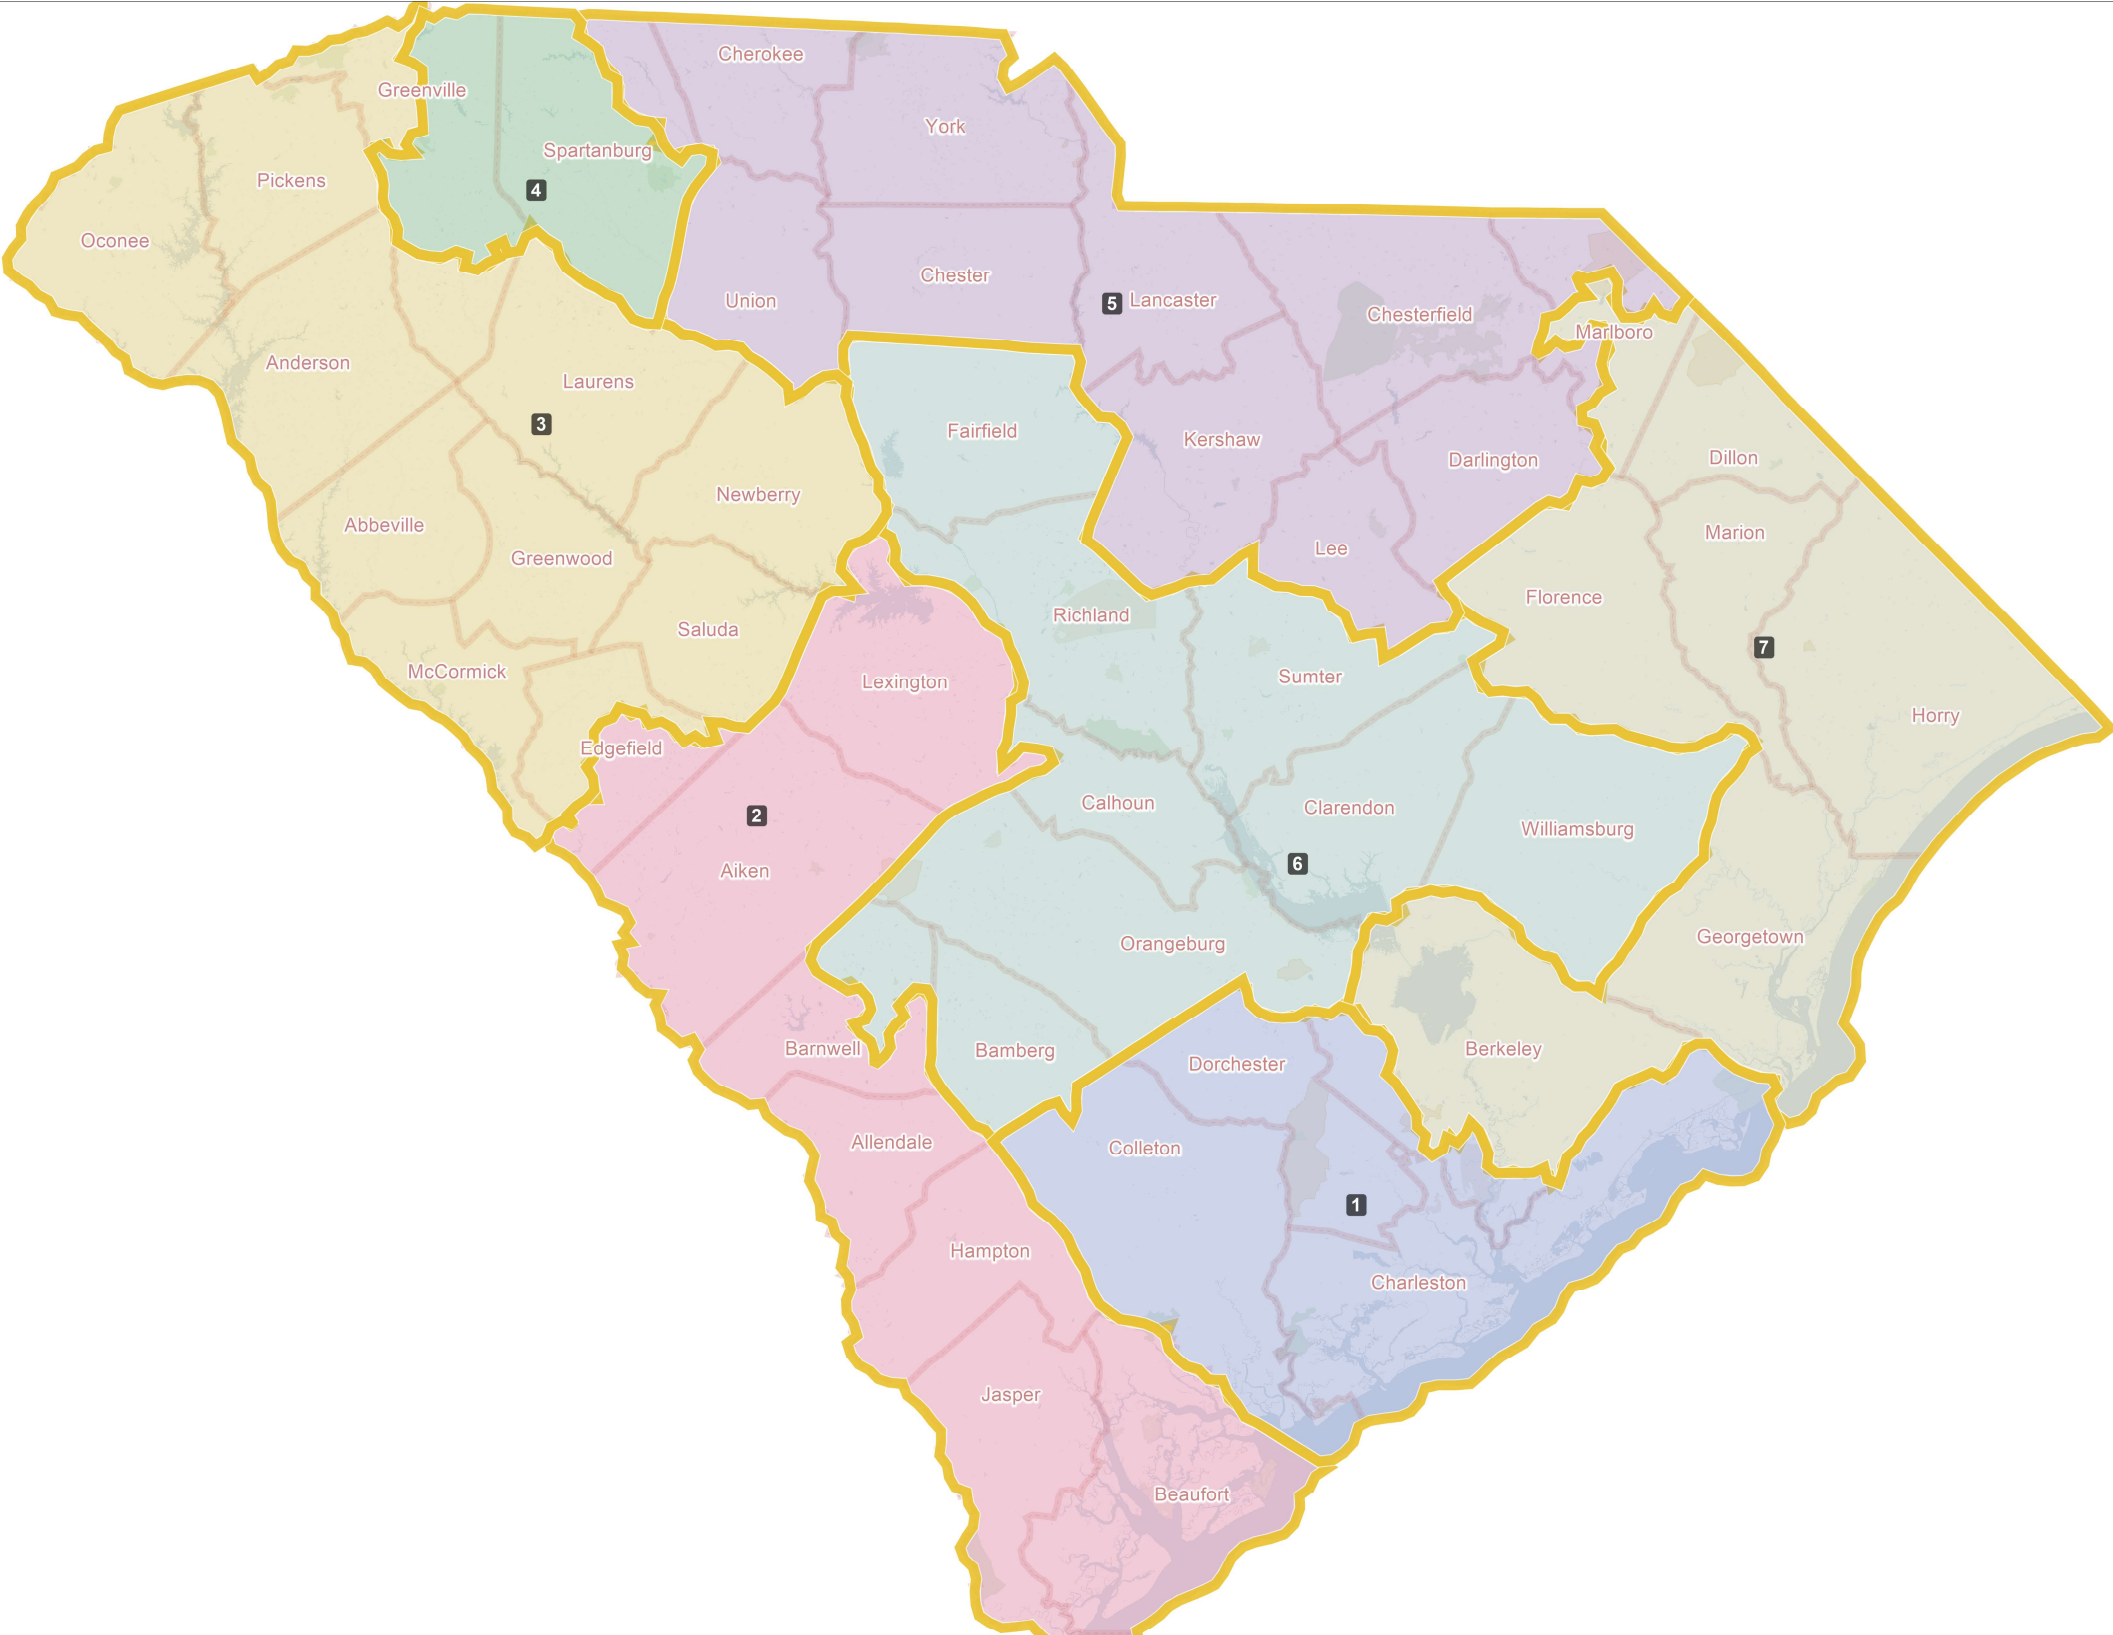 Cherokee
Greenville
York
Spartanburg
Pickens
4
Oconee
Chester
Union
5 Lancaster
Chesterfield
Marlboro
Anderson
Laurens
3
Fairfield
Kershaw
Dillon
Darlington
Newberry
Abbeville
Marion
Lee
Greenwood
Florence
Richland
Saluda
7
McCormick
Sumter
Lexington
Horry
Edgefield
Calhoun
Clarendon
2
Williamsburg
6
Aiken
Georgetown
Orangeburg
Barnwell
Bamberg
Berkeley
Dorchester
Allendale
Colleton
1
Hampton
Charleston
Jasper
Beaufort